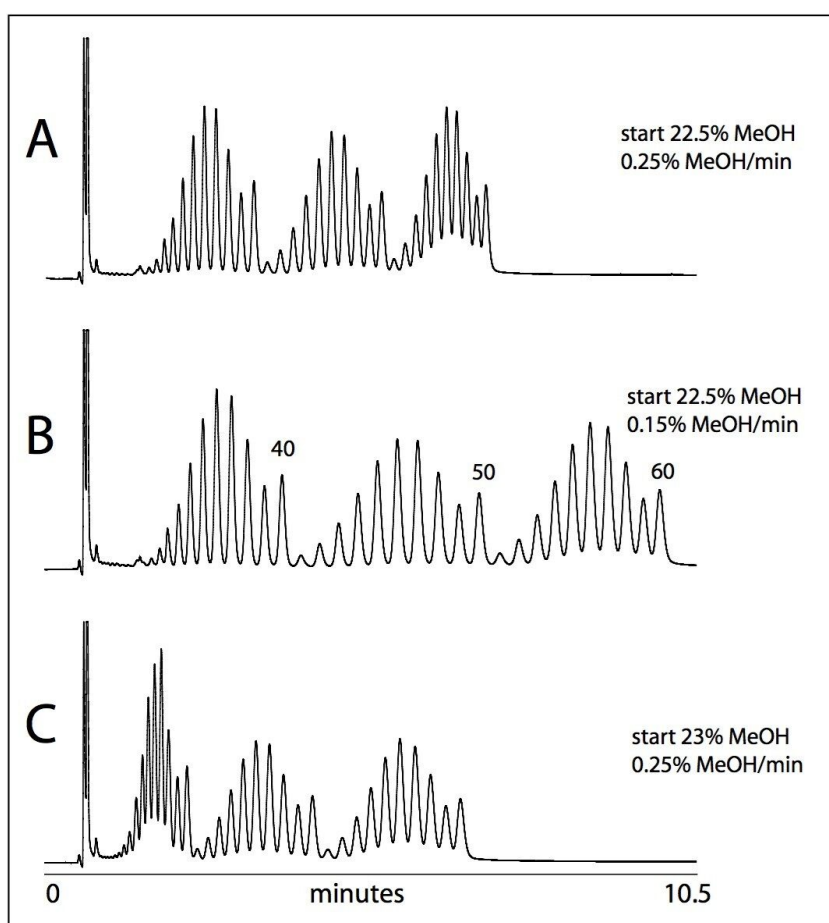 A
start 22.5% MeOH
0.25% MeOH/min
B
start 22.5% MeOH
0.15% MeOH/min
40
50
60
C
start 23% MeOH
0.25% MeOH/min
0
minutes
10.5